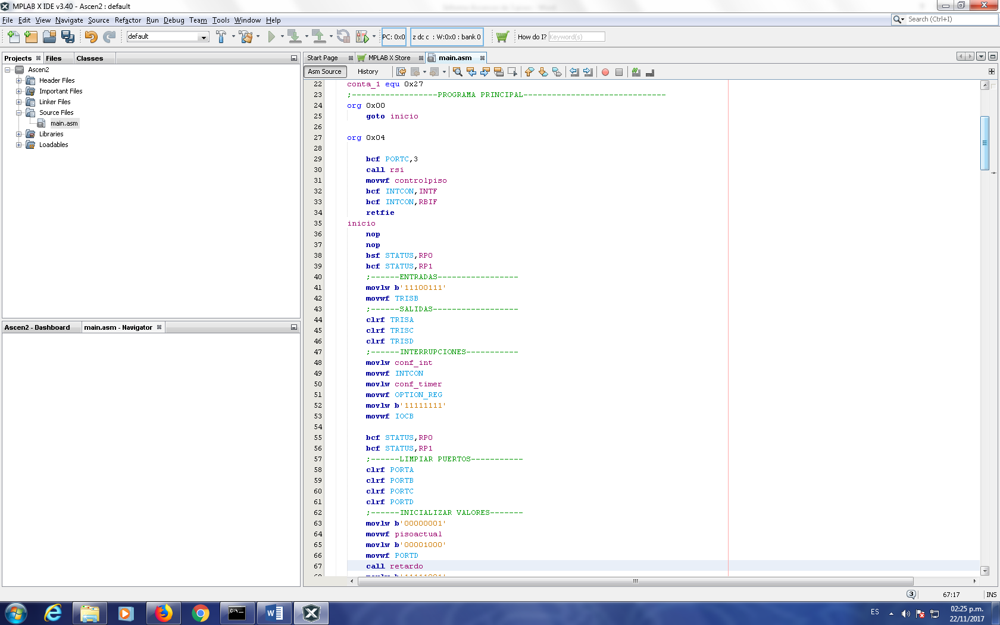 MPLAB X IDE v3.40 - Ascen2 : default
File Edit View Navigate Source Refactor Run Debug Team Tools Window Help
Search (Ctrl+I)
default
PC: 0x0
z dc c : W:0x0 : bank 0
How do I? Keyword(s)
Projects Files Classes
Ascen2
Header Files
Important Files
Linker Files
Source Files
main.asm
Libraries
Loadables
Ascen2 - Dashboard main.asm - Navigator
Start Page MPLAB X Store main.asm
Asm Source History
22 conta_1 equ 0x27
23 ;------------------PROGRAMA PRINCIPAL------------------------------
24 org 0x00
25 goto inicio
26
27 org 0x04
28
29 bcf PORTC,3
30 call rsi
31 movwf controlpiso
32 bcf INTCON,INTF
33 bcf INTCON,RBIF
34 retfie
35 inicio
36 nop
37 nop
38 bsf STATUS,RP0
39 bcf STATUS,RP1
40 ;------ENTRADAS-----------------
41 movlw b'11100111'
42 movwf TRISB
43 ;------SALIDAS------------------
44 clrf TRISA
45 clrf TRISC
46 clrf TRISD
47 ;------INTERRUPCIONES-----------
48 movlw conf_int
49 movwf INTCON
50 movlw conf_timer
51 movwf OPTION_REG
52 movlw b'11111111'
53 movwf IOCB
54
55 bcf STATUS,RP0
56 bcf STATUS,RP1
57 ;------LIMPIAR PUERTOS-----------
58 clrf PORTA
59 clrf PORTB
60 clrf PORTC
61 clrf PORTD
62 ;------INICIALIZAR VALORES-------
63 movlw b'00000001'
64 movwf pisoactual
65 movlw b'00001000'
66 movwf PORTD
67 call retardo
3
67:17
INS
ES
02:25 p.m.
22/11/2017